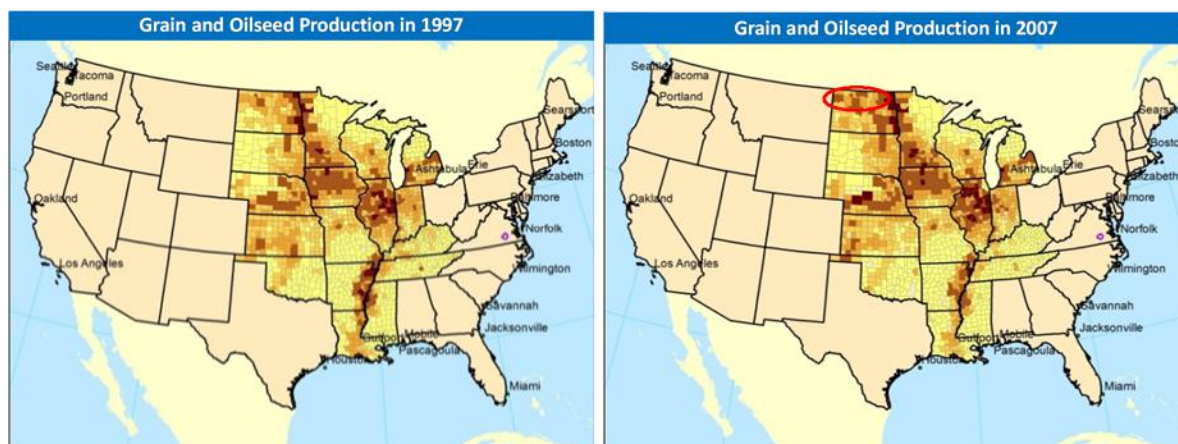 Grain and Oilseed Production in 1997
Seattle
Tacoma
Portland
Boston
Ashtabula
Erie
Elizabeth
Oakland
Baltimore
Norfolk
Los Angeles
Wilmington
Savannah
Jacksonville
Gulfport
Mobile
Houston
Pascagoula
Miami
Grain and Oilseed Production in 2007
Seattle
Tacoma
Portland
Searsport
Boston
Ashtabula
Erie
Elizabeth
Oakland
Baltimore
Norfolk
Los Angeles
Wilmington
Savannah
Jacksonville
Gulfport
Mobile
Houston
Pascagoula
Miami